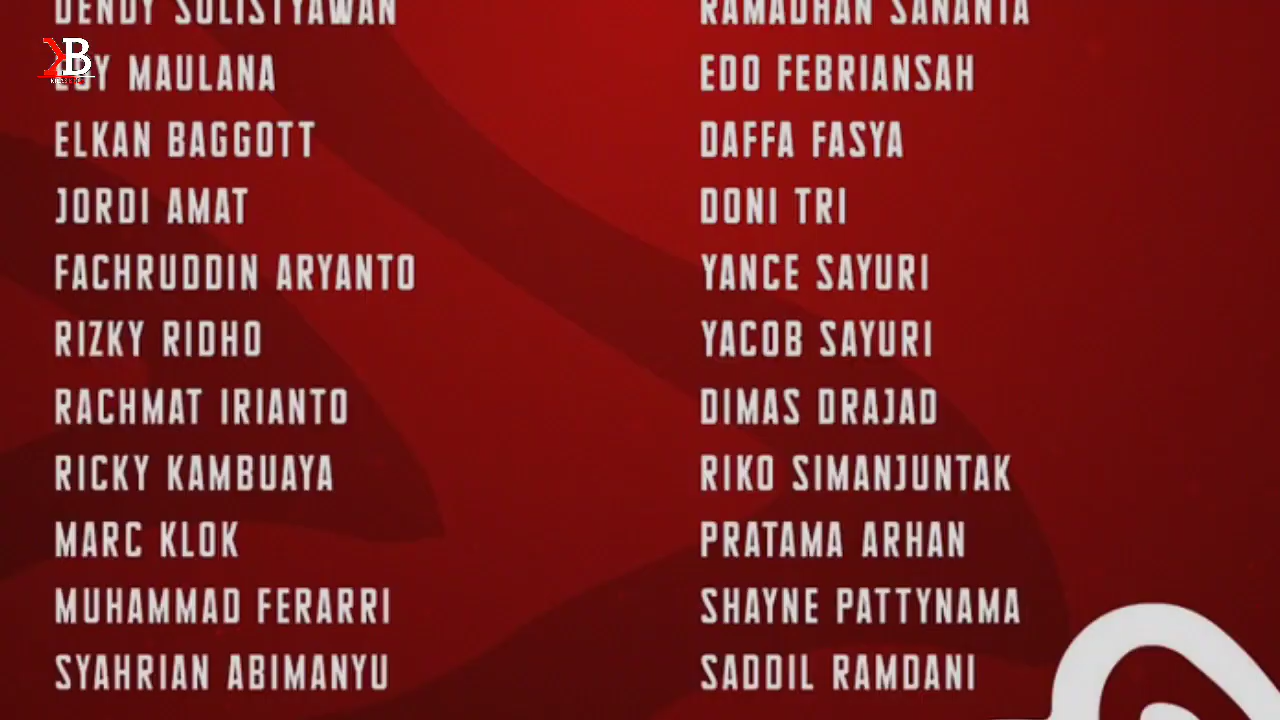 DENDY SULISTYAWAN
MAULANA
ELKAN BAGGOTT
JORDI AMAT
FACHRUDDIN ARYANTO
RIZKY RIDHO
RACHMAT IRIANTO
RICKY KAMBUAYA
MARC KLOK
MUHAMMAD FERARRI
SYAHRIAN ABIMANYU
RAMADHAN SANANTA
EDO FEBRIANSAH
DAFFA FASYA
DONI TRI
YANCE SAYURI
YACOB SAYURI
DIMAS DRAJAD
RIKO SIMANJUNTAK
PRATAMA ARHAN
SHAYNE PATTYNAMA
SADDIL RAMDANI